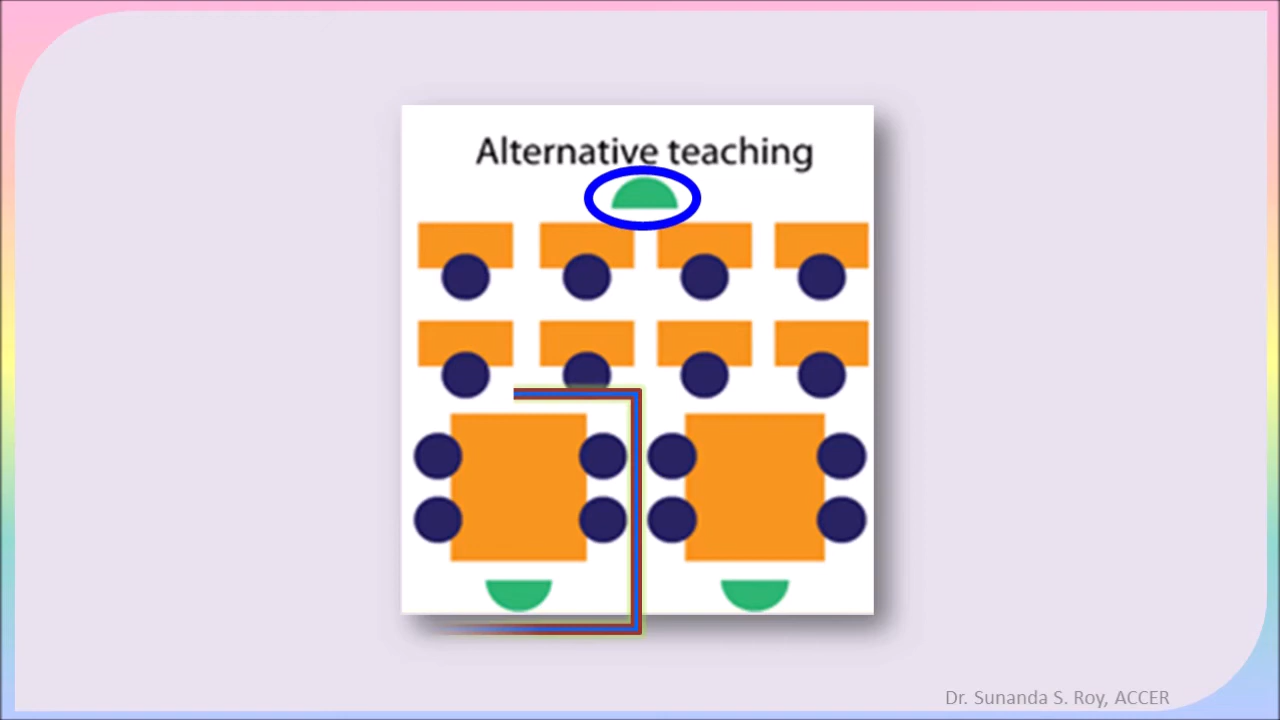 Alternative teaching
Dr. Sunanda S. Roy, ACCER